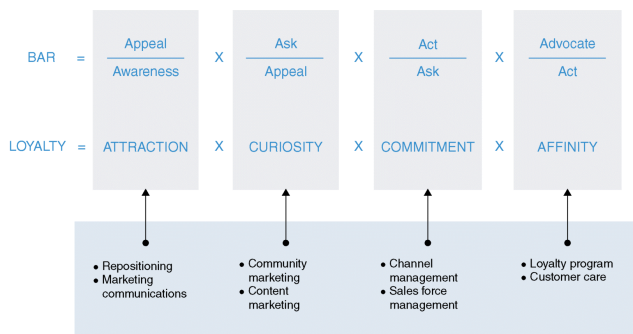 BAR = Appeal / Awareness X Ask / Appeal X Act / Ask X Advocate / Act
LOYALTY = ATTRACTION X CURIOSITY X COMMITMENT X AFFINITY
• Repositioning
• Marketing
communications
• Community
marketing
• Content
marketing
• Channel
management
• Sales force
management
• Loyalty program
• Customer care